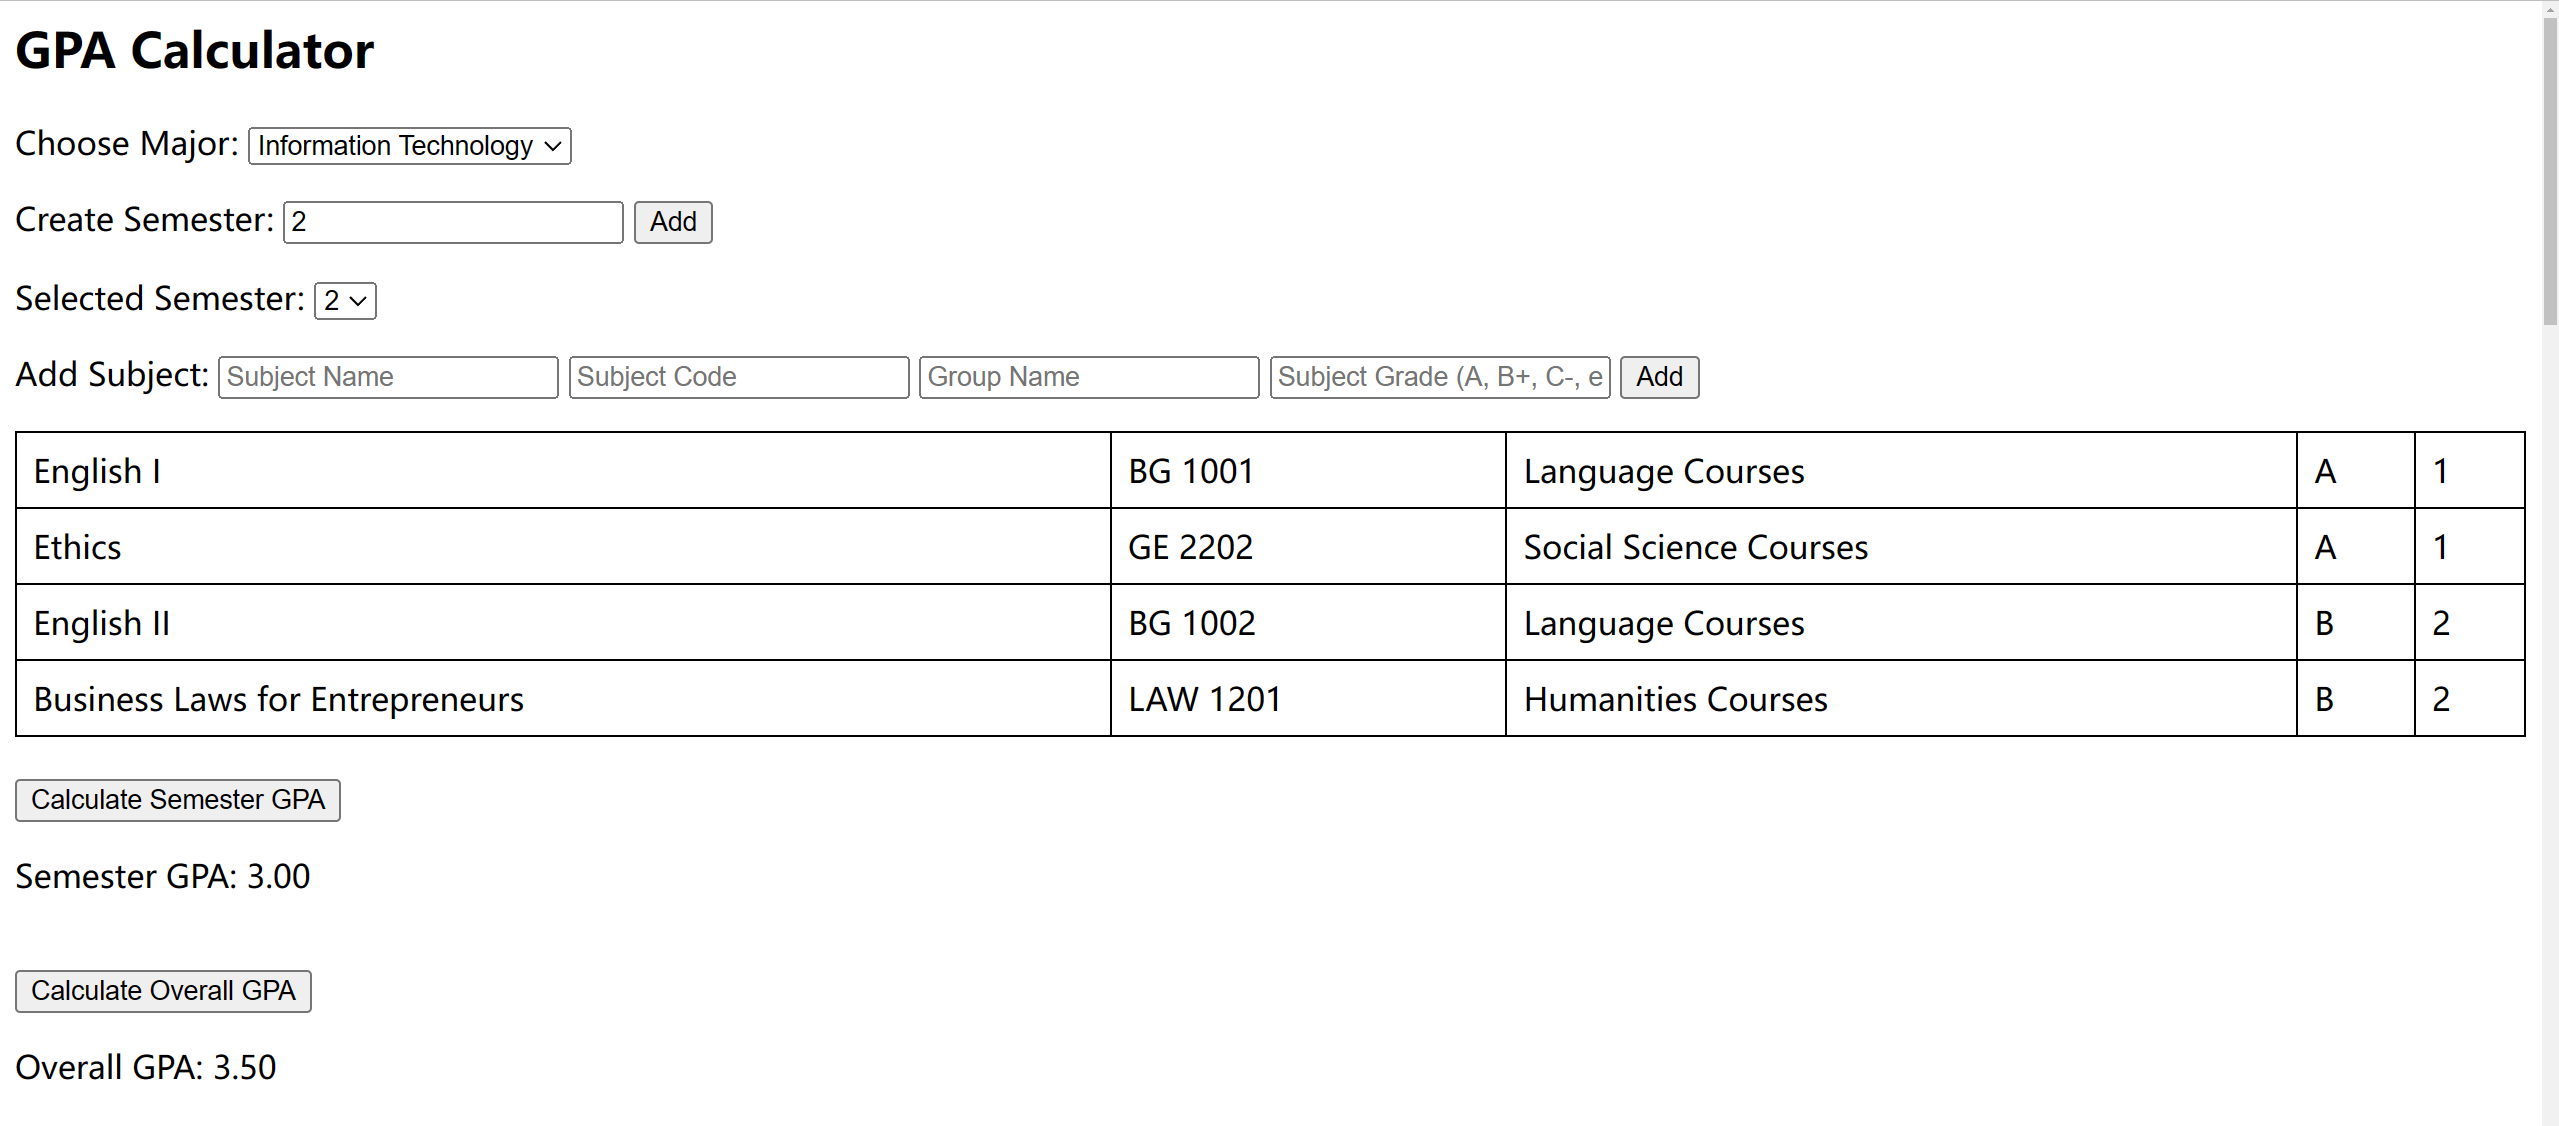 GPA Calculator
Choose Major: Information Technology
Create Semester: 2 Add
Selected Semester: 2
Add Subject: Subject Name Subject Code Group Name Subject Grade (A, B+, C-, e Add
English I BG 1001 Language Courses A 1
Ethics GE 2202 Social Science Courses A 1
English II BG 1002 Language Courses B 2
Business Laws for Entrepreneurs LAW 1201 Humanities Courses B 2
Calculate Semester GPA
Semester GPA: 3.00
Calculate Overall GPA
Overall GPA: 3.50